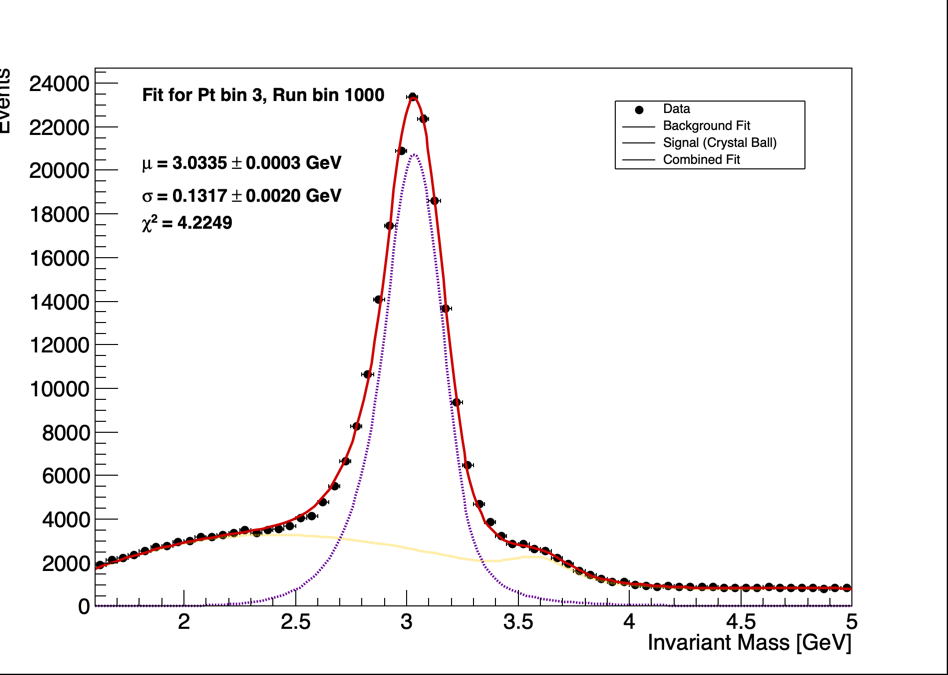 Events
24000
22000
20000
18000
16000
14000
12000
10000
8000
6000
4000
2000
0
Fit for Pt bin 3, Run bin 1000
μ = 3.0335 ± 0.0003 GeV
σ = 0.1317 ± 0.0020 GeV
χ² = 4.2249
Data
Background Fit
Signal (Crystal Ball)
Combined Fit
2 2.5 3 3.5 4 4.5 5
Invariant Mass [GeV]